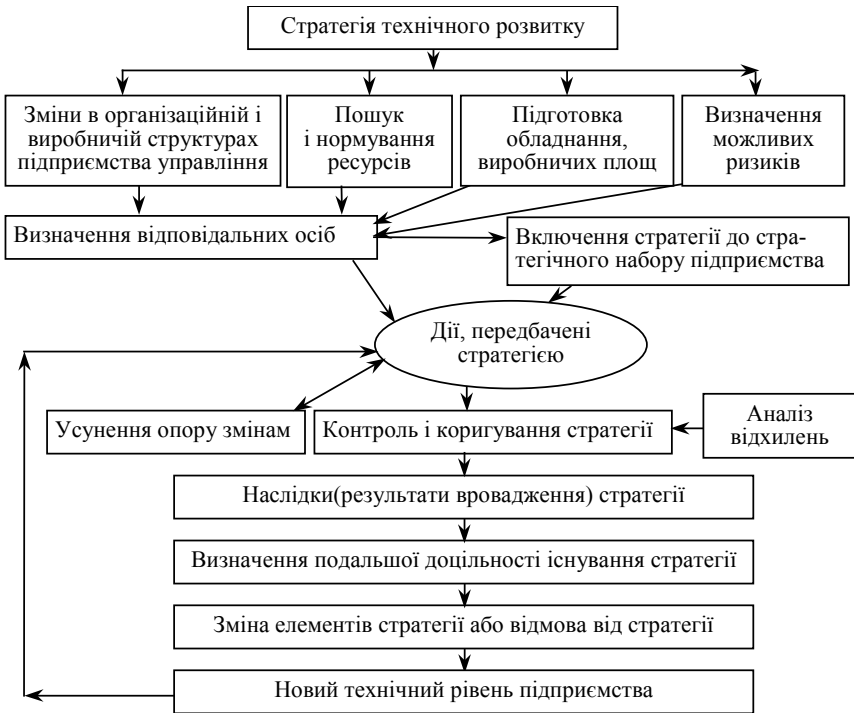 Стратегія технічного розвитку
Зміни в організаційній і
виробничій структурах
підприємства управління
Пошук
і нормування
ресурсів
Підготовка
обладнання,
виробничих площ
Визначення
можливих
ризиків
Визначення відповідальних осіб
Включення стратегії до стра-
тегічного набору підприємства
Дії, передбачені
стратегією
Усунення опору змінам
Контроль і коригування стратегії
Аналіз
відхилень
Наслідки(результати вровадження) стратегії
Визначення подальшої доцільності існування стратегії
Зміна елементів стратегії або відмова від стратегії
Новий технічний рівень підприємства